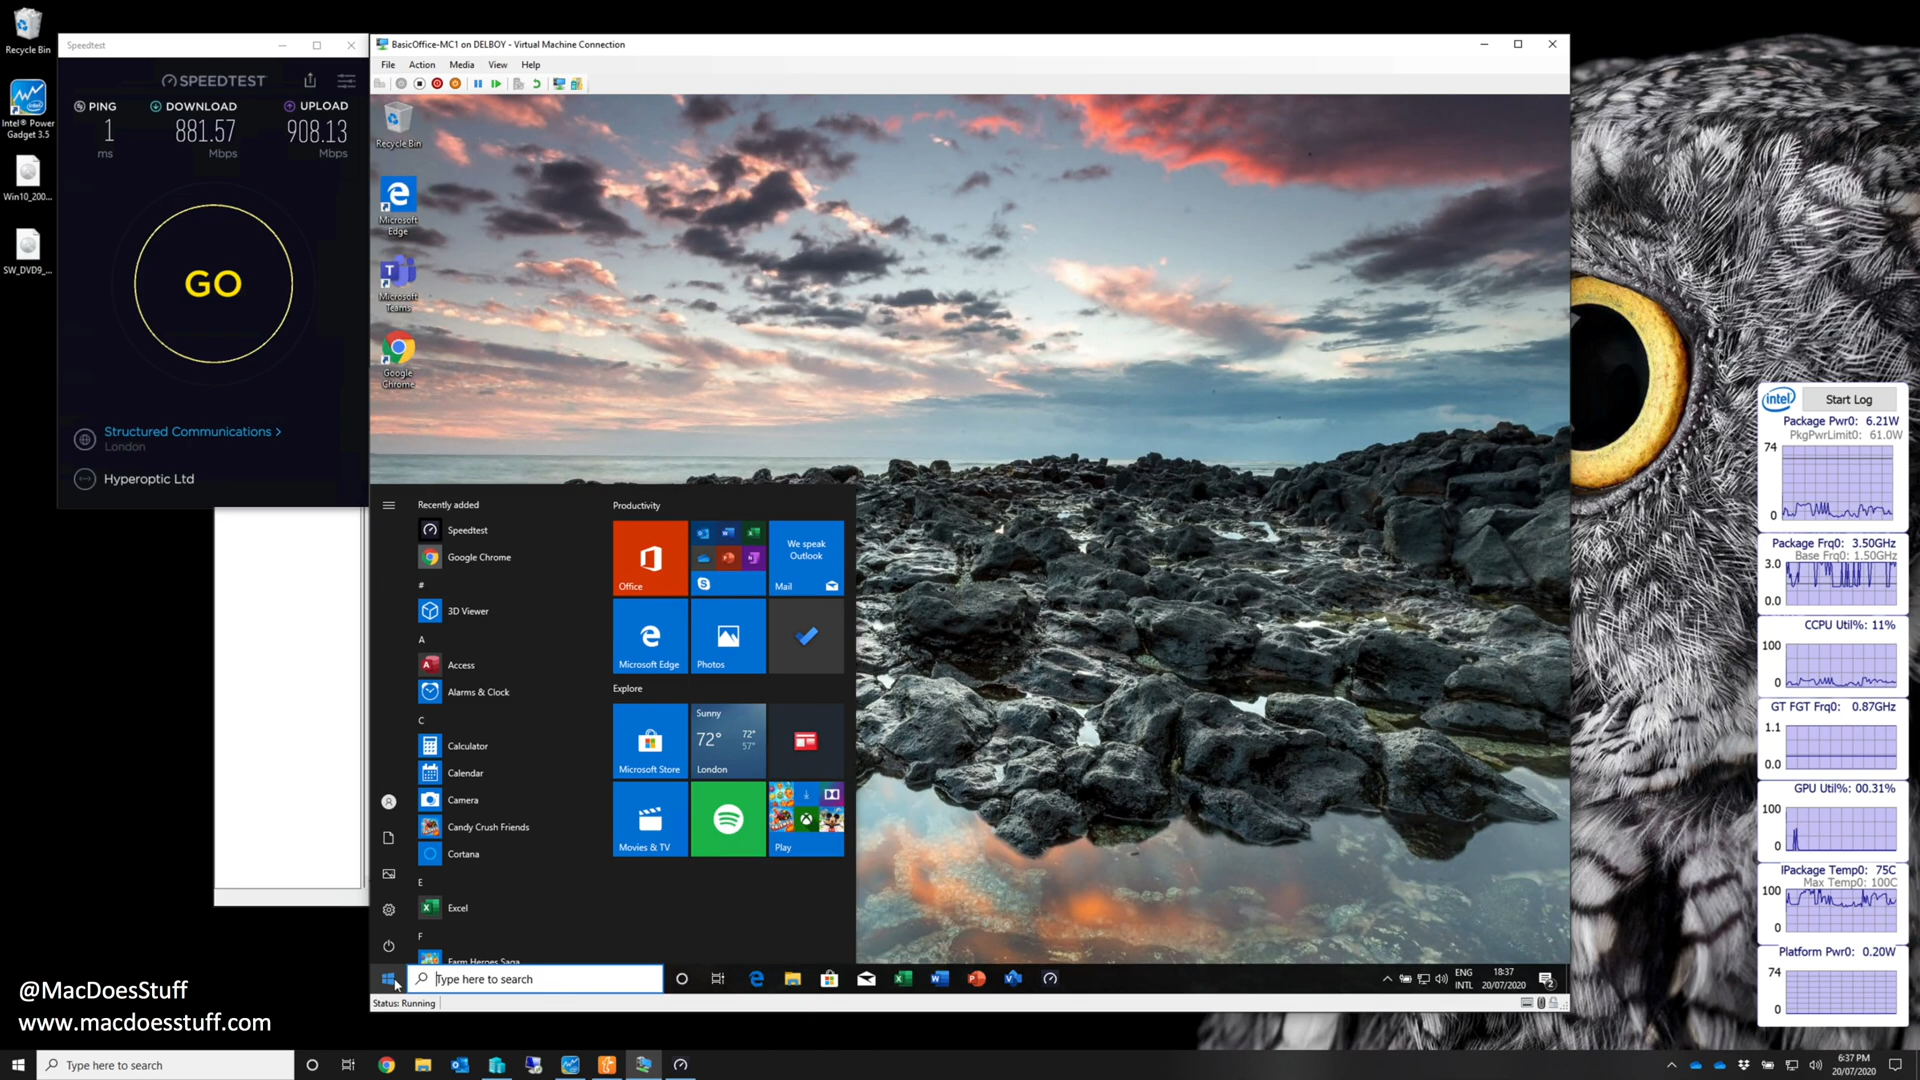 Recycle Bin
Intel® Power
Gadget 3.5
Win10_200...
SW_DVD9_...
Speedtest
SPEEDTEST
PING
DOWNLOAD
UPLOAD
1
881.57
908.13
ms
Mbps
Mbps
GO
Structured Communications >
London
Hyperoptic Ltd
BasicOffice-MC1 on DELBOY - Virtual Machine Connection
File Action Media View Help
Recycle Bin
Microsoft
Edge
Microsoft
Teams
Google
Chrome
Recently added
Speedtest
Google Chrome
#
3D Viewer
A
Access
Alarms & Clock
C
Calculator
Calendar
Camera
Candy Crush Friends
Cortana
E
Excel
F
Farm Heroes Saga
Productivity
Office
We speak
Outlook
Mail
Microsoft Edge
Photos
Explore
Microsoft Store
Sunny
72°
72°
57°
London
Movies & TV
Play
Type here to search
ENG
INTL
18:37
20/07/2020
2
Status: Running
intel
Start Log
Package Pwr0: 6.21W
PkgPwrLimit0: 61.0W
74
0
Package Frq0: 3.50GHz
Base Frq0: 1.50GHz
3.0
0.0
CCPU Util%: 11%
100
0
GT FGT Frq0: 0.87GHz
1.1
0.0
GPU Util%: 00.31%
100
0
IPackage Temp0: 75C
Max Temp0: 100C
100
0
Platform Pwr0: 0.20W
74
0
@MacDoesStuff
www.macdoesstuff.com
Type here to search
6:37 PM
20/07/2020